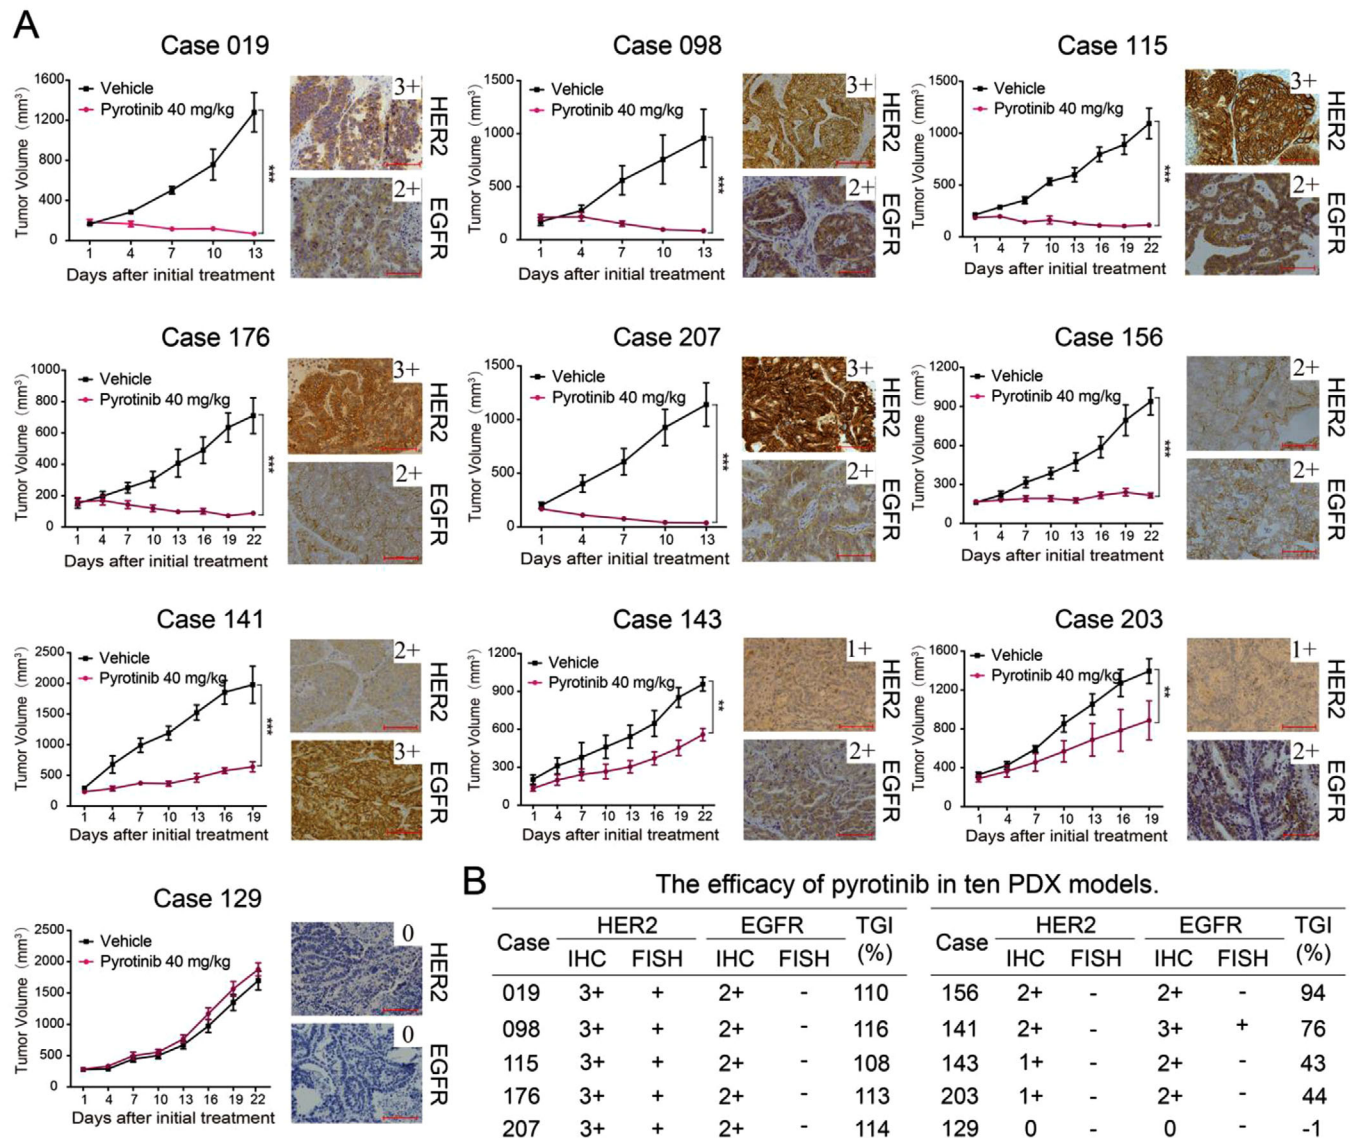 A
Case 019
Tumor Volume (mm³)
1600
1200
800
400
0
Vehicle
Pyrotinib 40 mg/kg
***
1 4 7 10 13
Days after initial treatment
3+
HER2
2+
EGFR
Case 098
Tumor Volume (mm³)
1500
1000
500
0
Vehicle
Pyrotinib 40 mg/kg
***
1 4 7 10 13
Days after initial treatment
3+
HER2
2+
EGFR
Case 115
Tumor Volume (mm³)
1500
1000
500
0
Vehicle
Pyrotinib 40 mg/kg
***
1 4 7 10 13 16 19 22
Days after initial treatment
3+
HER2
2+
EGFR
Case 176
Tumor Volume (mm³)
1000
800
600
400
200
0
Vehicle
Pyrotinib 40 mg/kg
***
1 4 7 10 13 16 19 22
Days after initial treatment
3+
HER2
2+
EGFR
Case 207
Tumor Volume (mm³)
1500
1000
500
0
Vehicle
Pyrotinib 40 mg/kg
***
1 4 7 10 13
Days after initial treatment
3+
HER2
2+
EGFR
Case 156
Tumor Volume (mm³)
1200
900
600
300
0
Vehicle
Pyrotinib 40 mg/kg
***
1 4 7 10 13 16 19 22
Days after initial treatment
2+
HER2
2+
EGFR
Case 141
Tumor Volume (mm³)
2500
2000
1500
1000
500
0
Vehicle
Pyrotinib 40 mg/kg
***
1 4 7 10 13 16 19
Days after initial treatment
2+
HER2
3+
EGFR
Case 143
Tumor Volume (mm³)
1200
900
600
300
0
Vehicle
Pyrotinib 40 mg/kg
**
1 4 7 10 13 16 19 22
Days after initial treatment
1+
HER2
2+
EGFR
Case 203
Tumor Volume (mm³)
1600
1200
800
400
0
Vehicle
Pyrotinib 40 mg/kg
**
1 4 7 10 13 16 19
Days after initial treatment
1+
HER2
2+
EGFR
Case 129
Tumor Volume (mm³)
2500
2000
1500
1000
500
0
Vehicle
Pyrotinib 40 mg/kg
1 4 7 10 13 16 19 22
Days after initial treatment
0
HER2
0
EGFR
B
The efficacy of pyrotinib in ten PDX models.
Case HER2 EGFR TGI (%)
IHC FISH IHC FISH
019 3+ + 2+ - 110
098 3+ + 2+ - 116
115 3+ + 2+ - 108
176 3+ + 2+ - 113
207 3+ + 2+ - 114
Case HER2 EGFR TGI (%)
IHC FISH IHC FISH
156 2+ - 2+ - 94
141 2+ - 3+ + 76
143 1+ - 2+ - 43
203 1+ - 2+ - 44
129 0 - 0 - -1